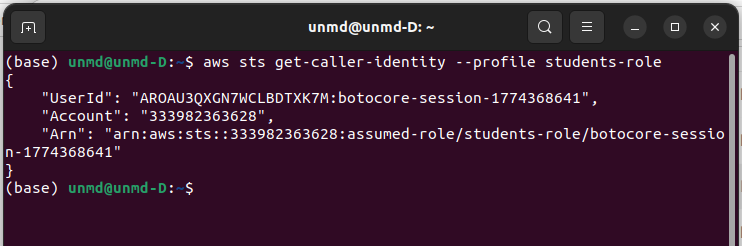 unmd@unmd-D: ~
(base) unmd@unmd-D:~$ aws sts get-caller-identity --profile students-role
{
    "UserId": "AROAU3QXGN7WCLBDTXK7M:botocore-session-1774368641",
    "Account": "333982363628",
    "Arn": "arn:aws:sts::333982363628:assumed-role/students-role/botocore-sessio
n-1774368641"
}
(base) unmd@unmd-D:~$